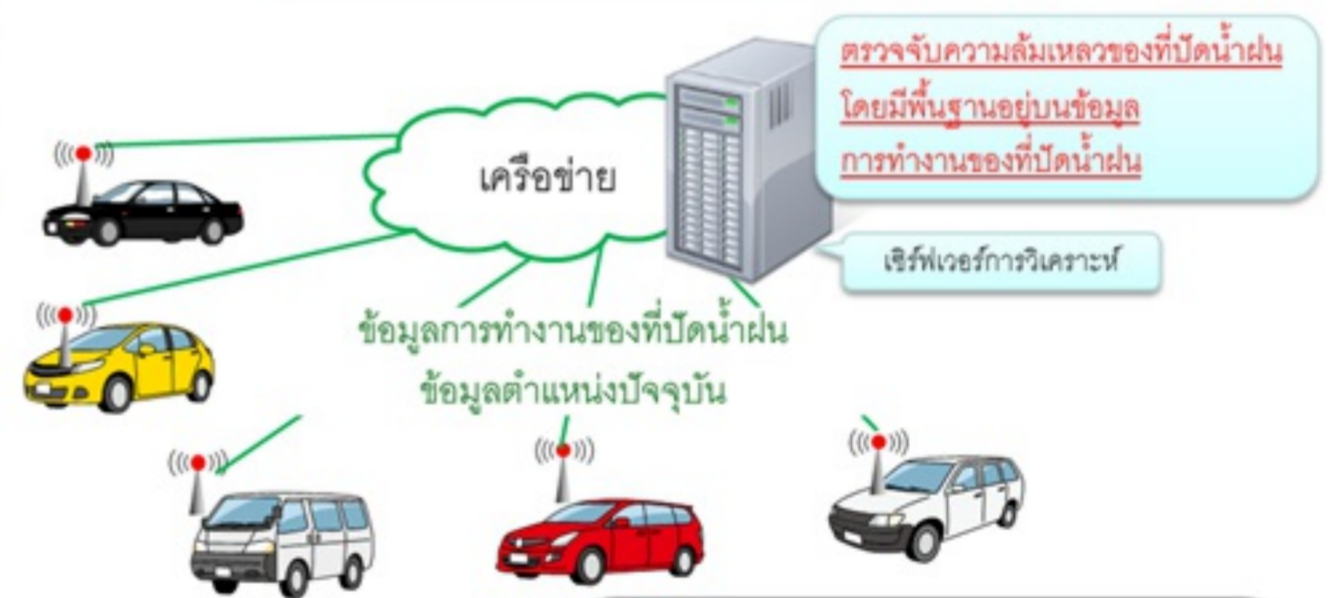 ตรวจจับความล้มเหลวของที่ปัดน้ำฝน
โดยมีพื้นฐานอยู่บนข้อมูล
การทำงานของที่ปัดน้ำฝน
เครือข่าย
เซิร์ฟเวอร์การวิเคราะห์
ข้อมูลการทำงานของที่ปัดน้ำฝน
ข้อมูลตำแหน่งปัจจุบัน